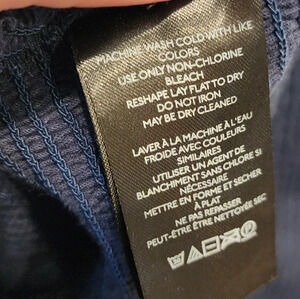 MACHINE WASH COLD WITH LIKE
COLORS
USE ONLY NON-CHLORINE
BLEACH
RESHAPE LAY FLAT TO DRY
DO NOT IRON
MAY BE DRY CLEANED
LAVER À LA MACHINE À L'EAU
FROIDE AVEC COULEURS
SIMILAIRES
UTILISER UN AGENT DE
BLANCHIMENT SANS CHLORE SI
NÉCESSAIRE
METTRE EN FORME ET SÉCHER
À PLAT
NE PAS REPASSER
PEUT-ÊTRE ÊTRE NETTOYÉE SEC